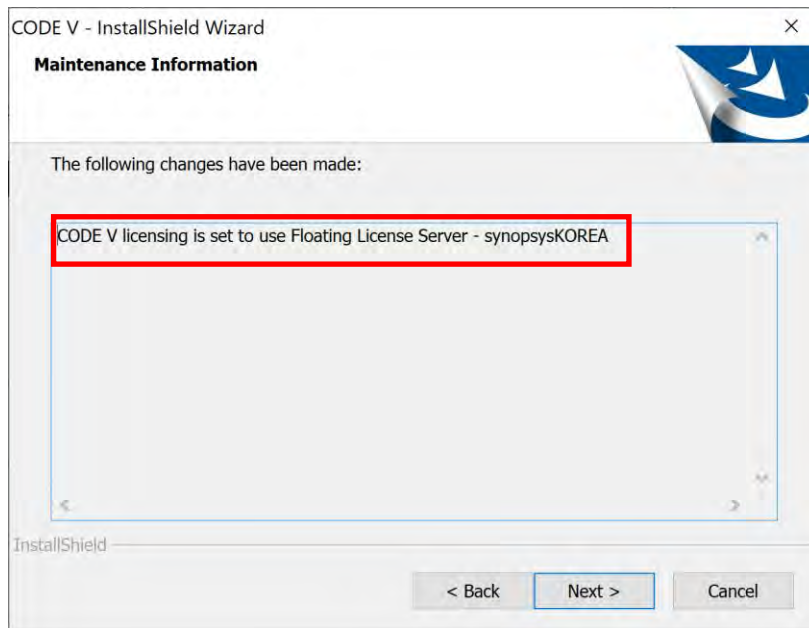 CODE V - InstallShield Wizard
Maintenance Information
The following changes have been made:
CODE V licensing is set to use Floating License Server - synopsysKOREA
InstallShield
< Back
Next >
Cancel